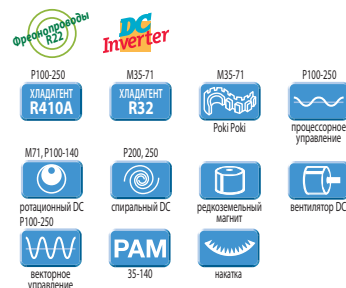 Фреонопроводы
R22
DC
Inverter
P100-250
M35-71
M35-71
P100-250
ХЛАДАГЕНТ
R410A
ХЛАДАГЕНТ
R32
Poki Poki
процессорное
управление
M71, P100-140
P200, 250
ротационный DC
спиральный DC
редкоземельный
магнит
вентилятор DC
P100-250
PAM
векторное
управление
35-140
накатка